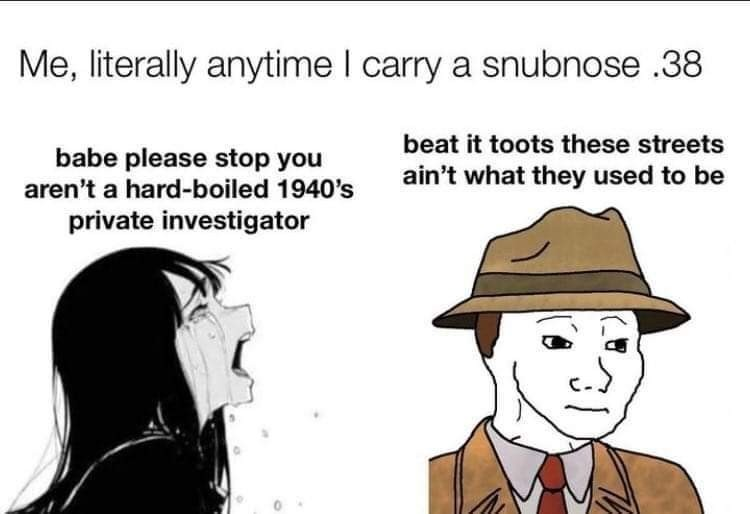 Me, literally anytime I carry a snubnose .38
babe please stop you
aren't a hard-boiled 1940's
private investigator
beat it toots these streets
ain't what they used to be